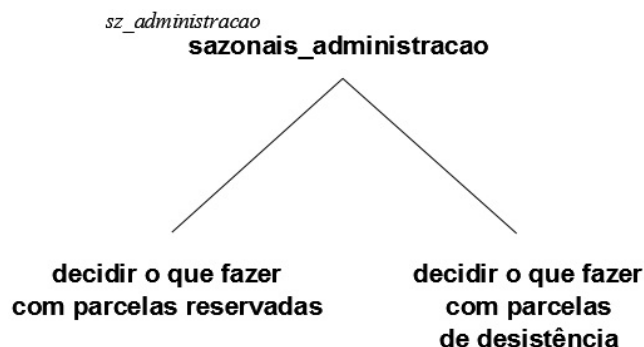 sz_administracao
sazonais_administracao
decidir o que fazer
com parcelas reservadas
decidir o que fazer
com parcelas
de desistência